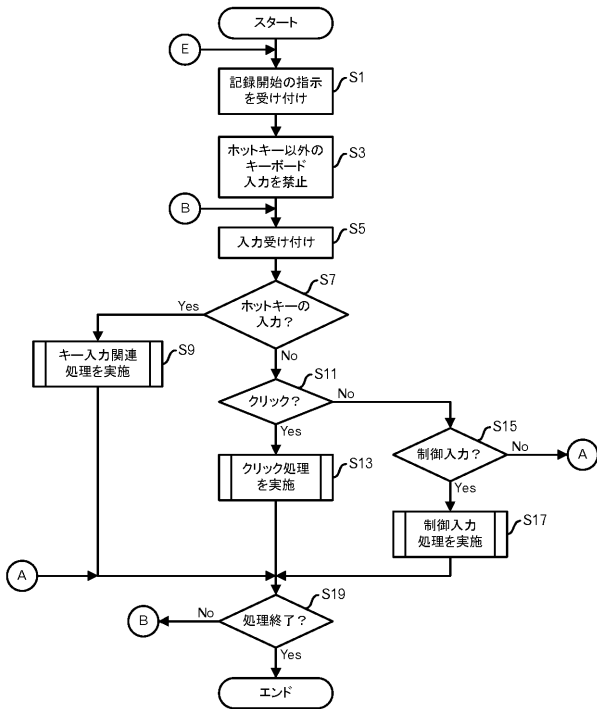 スタート
E
記録開始の指示
を受け付け
S1
ホットキー以外の
キーボード
入力を禁止
S3
B
入力受け付け
S5
ホットキーの
入力？
S7
Yes
No
キー入力関連
処理を実施
S9
クリック？
S11
No
Yes
制御入力？
S15
No
A
Yes
クリック処理
を実施
S13
制御入力
処理を実施
S17
A
処理終了？
S19
No
B
Yes
エンド